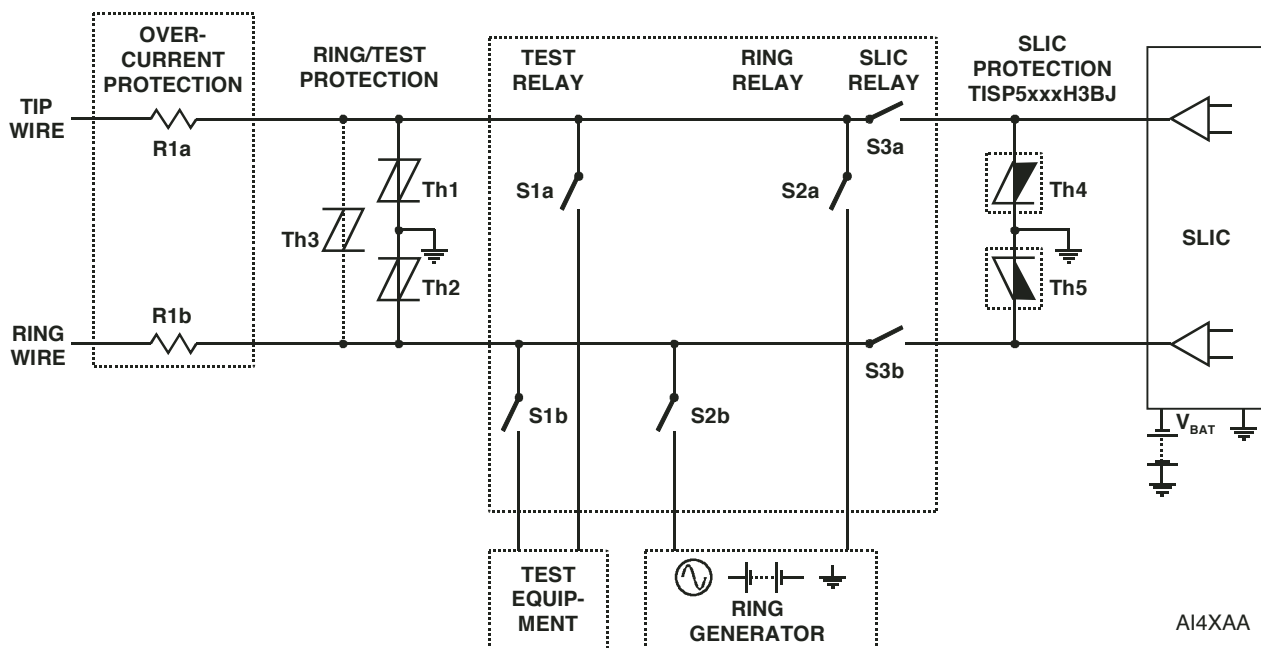 OVER-
CURRENT
PROTECTION
RING/TEST
PROTECTION
TEST
RELAY
RING
RELAY
SLIC
RELAY
SLIC
PROTECTION
TISP5xxxH3BJ
TIP
WIRE
R1a
S3a
Th1
S1a
S2a
Th4
Th3
SLIC
Th2
Th5
R1b
RING
WIRE
S3b
S1b
S2b
VBAT
TEST
EQUIP-
MENT
RING
GENERATOR
AI4XAA